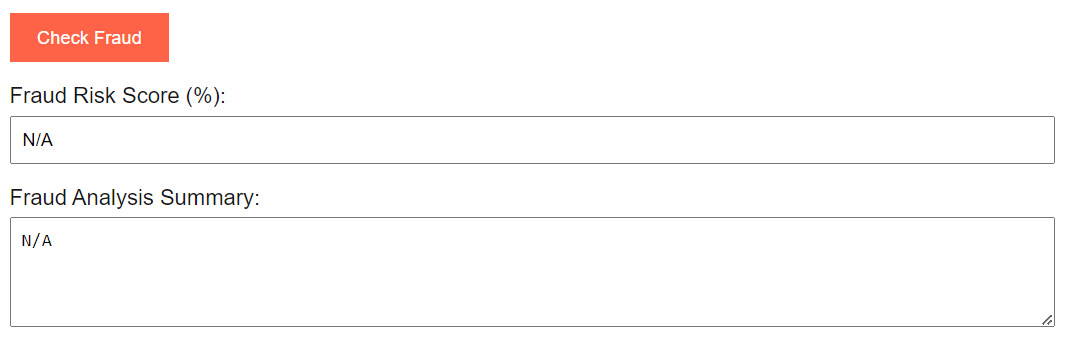 Check Fraud
Fraud Risk Score (%):
N/A
Fraud Analysis Summary:
N/A